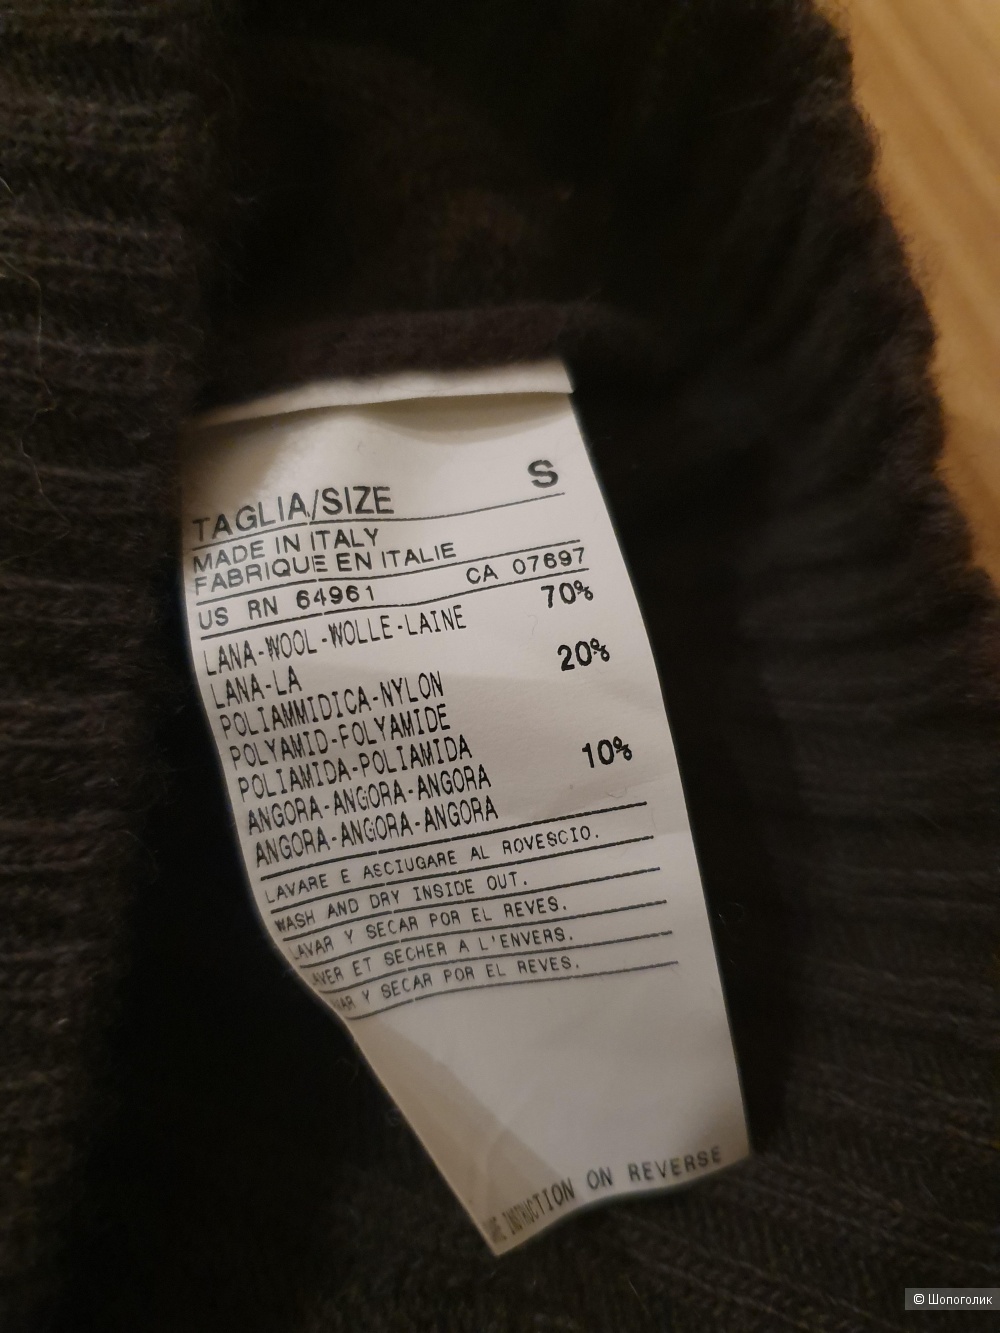 S
TAGLIA/SIZE
MADE IN ITALY
FABRIQUE EN ITALIE
US RN 64961 CA 07697
LANA-WOOL-WOLLE-LAINE 70%
LANA-LA
POLIAMMIDICA-NYLON 20%
POLYAMID-FOLYAMIDE
POLIAMIDA-POLIAMIDA
ANGORA-ANGORA-ANGORA 10%
ANGORA-ANGORA-ANGORA
LAVARE E ASCIUGARE AL ROVESCIO.
WASH AND DRY INSIDE OUT.
LAVAR Y SECAR POR EL REVES.
LAVER ET SECHER A L'ENVERS.
Y SECAR POR EL REVES.
INSTRUCTION ON REVERSE
© Шопоголик